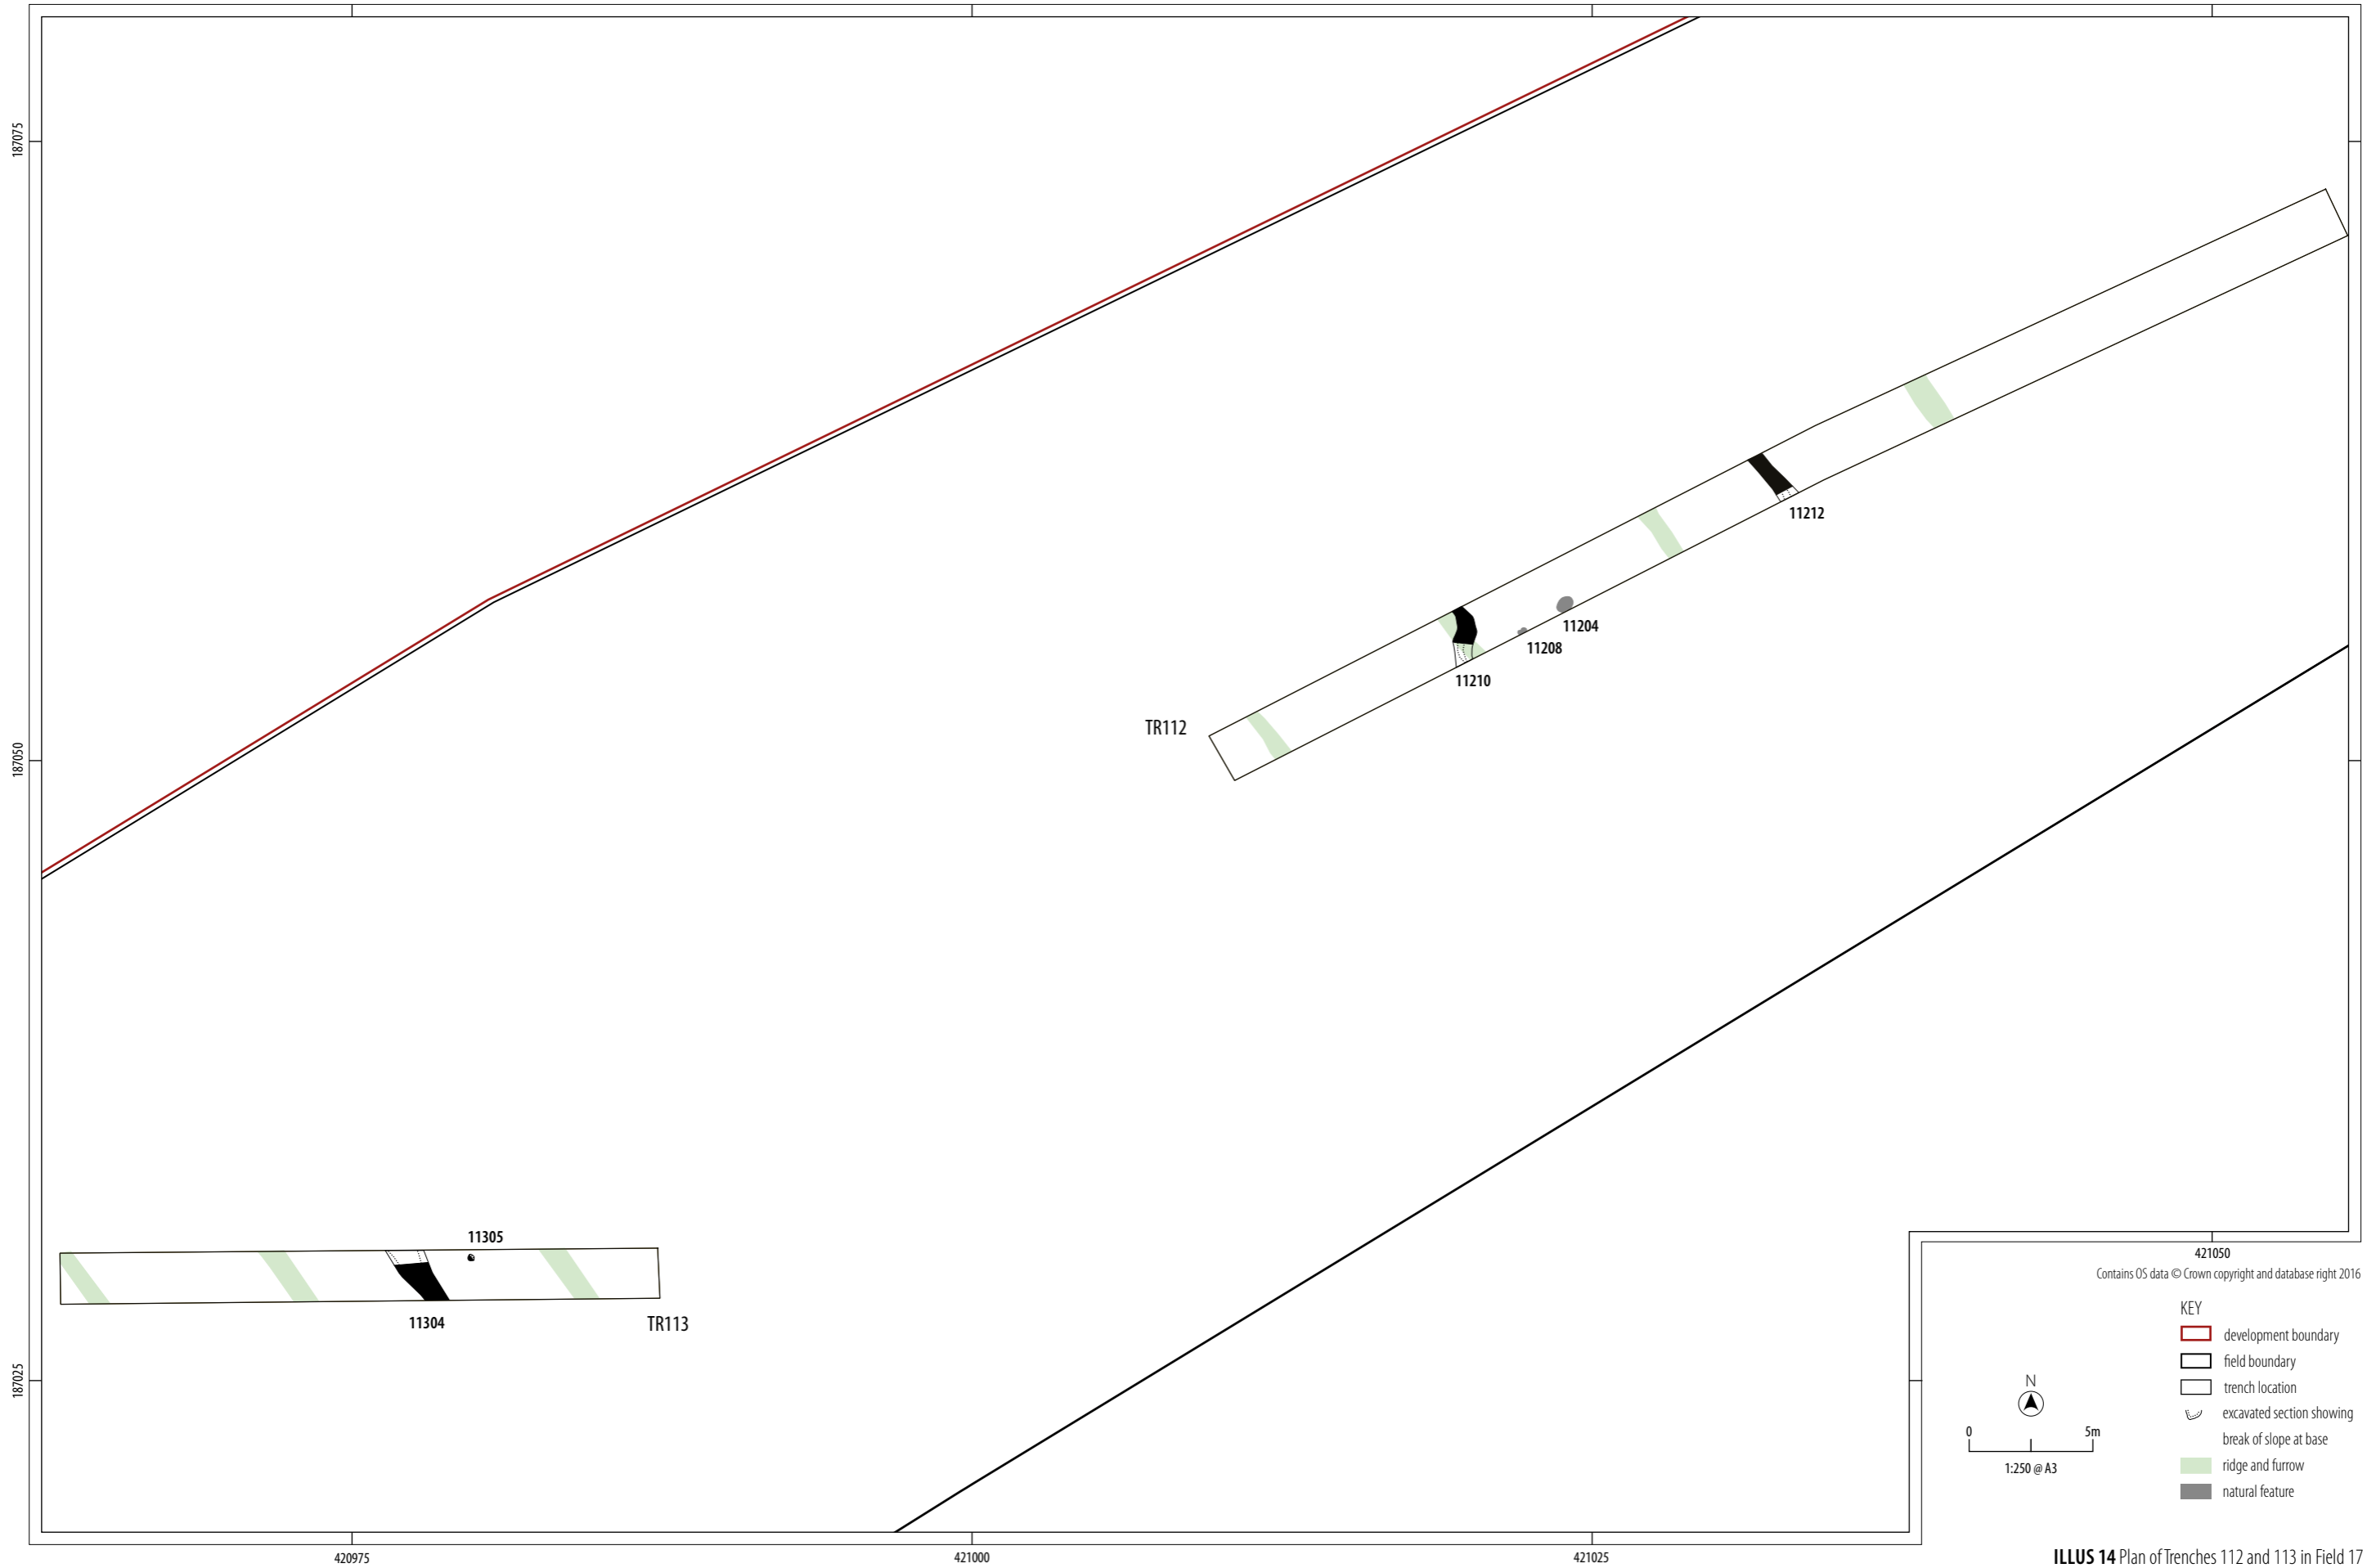 187075
187050
187025
11212
11204
11208
11210
TR112
11305
11304
TR113
421050
Contains OS data © Crown copyright and database right 2016
KEY
development boundary
field boundary
trench location
excavated section showing
break of slope at base
ridge and furrow
natural feature
N
0 5m
1:250 @ A3
420975
421000
421025
ILLUS 14 Plan of Trenches 112 and 113 in Field 17